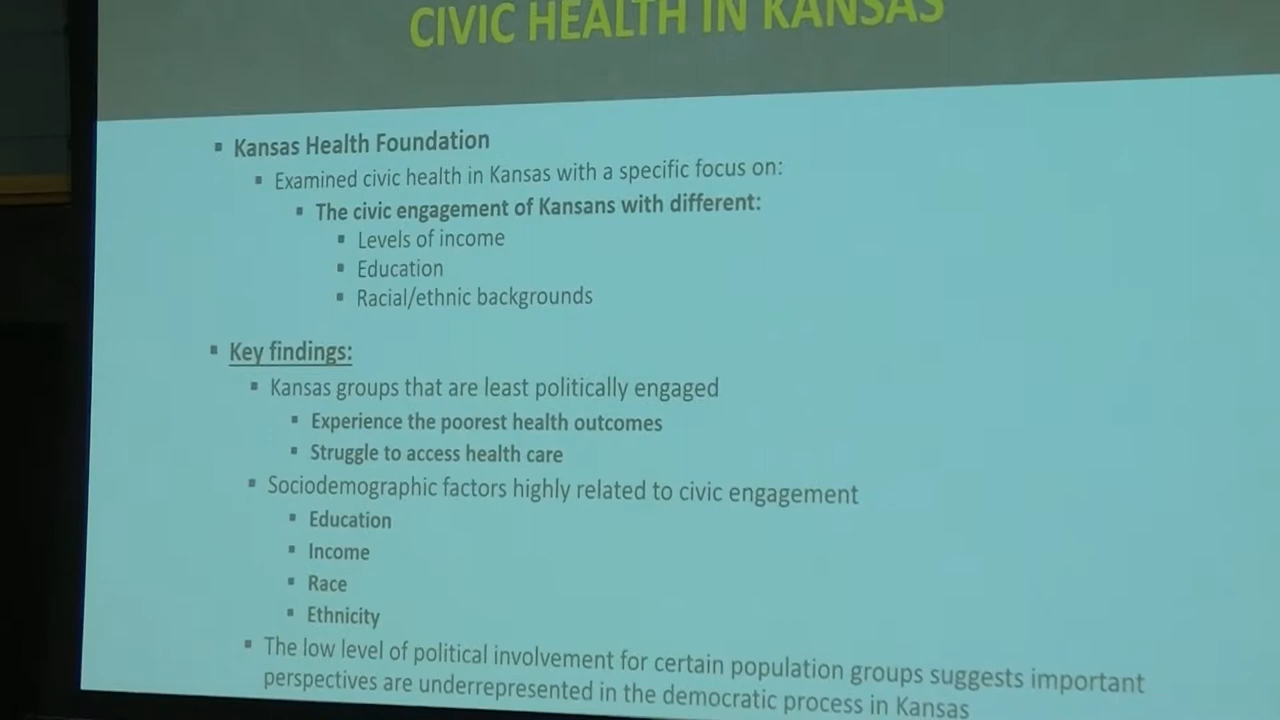 CIVIC HEALTH IN KANSAS
▪ Kansas Health Foundation
▪ Examined civic health in Kansas with a specific focus on:
▪ The civic engagement of Kansans with different:
▪ Levels of income
▪ Education
▪ Racial/ethnic backgrounds
▪ Key findings:
▪ Kansas groups that are least politically engaged
▪ Experience the poorest health outcomes
▪ Struggle to access health care
▪ Sociodemographic factors highly related to civic engagement
▪ Education
▪ Income
▪ Race
▪ Ethnicity
▪ The low level of political involvement for certain population groups suggests important
perspectives are underrepresented in the democratic process in Kansas